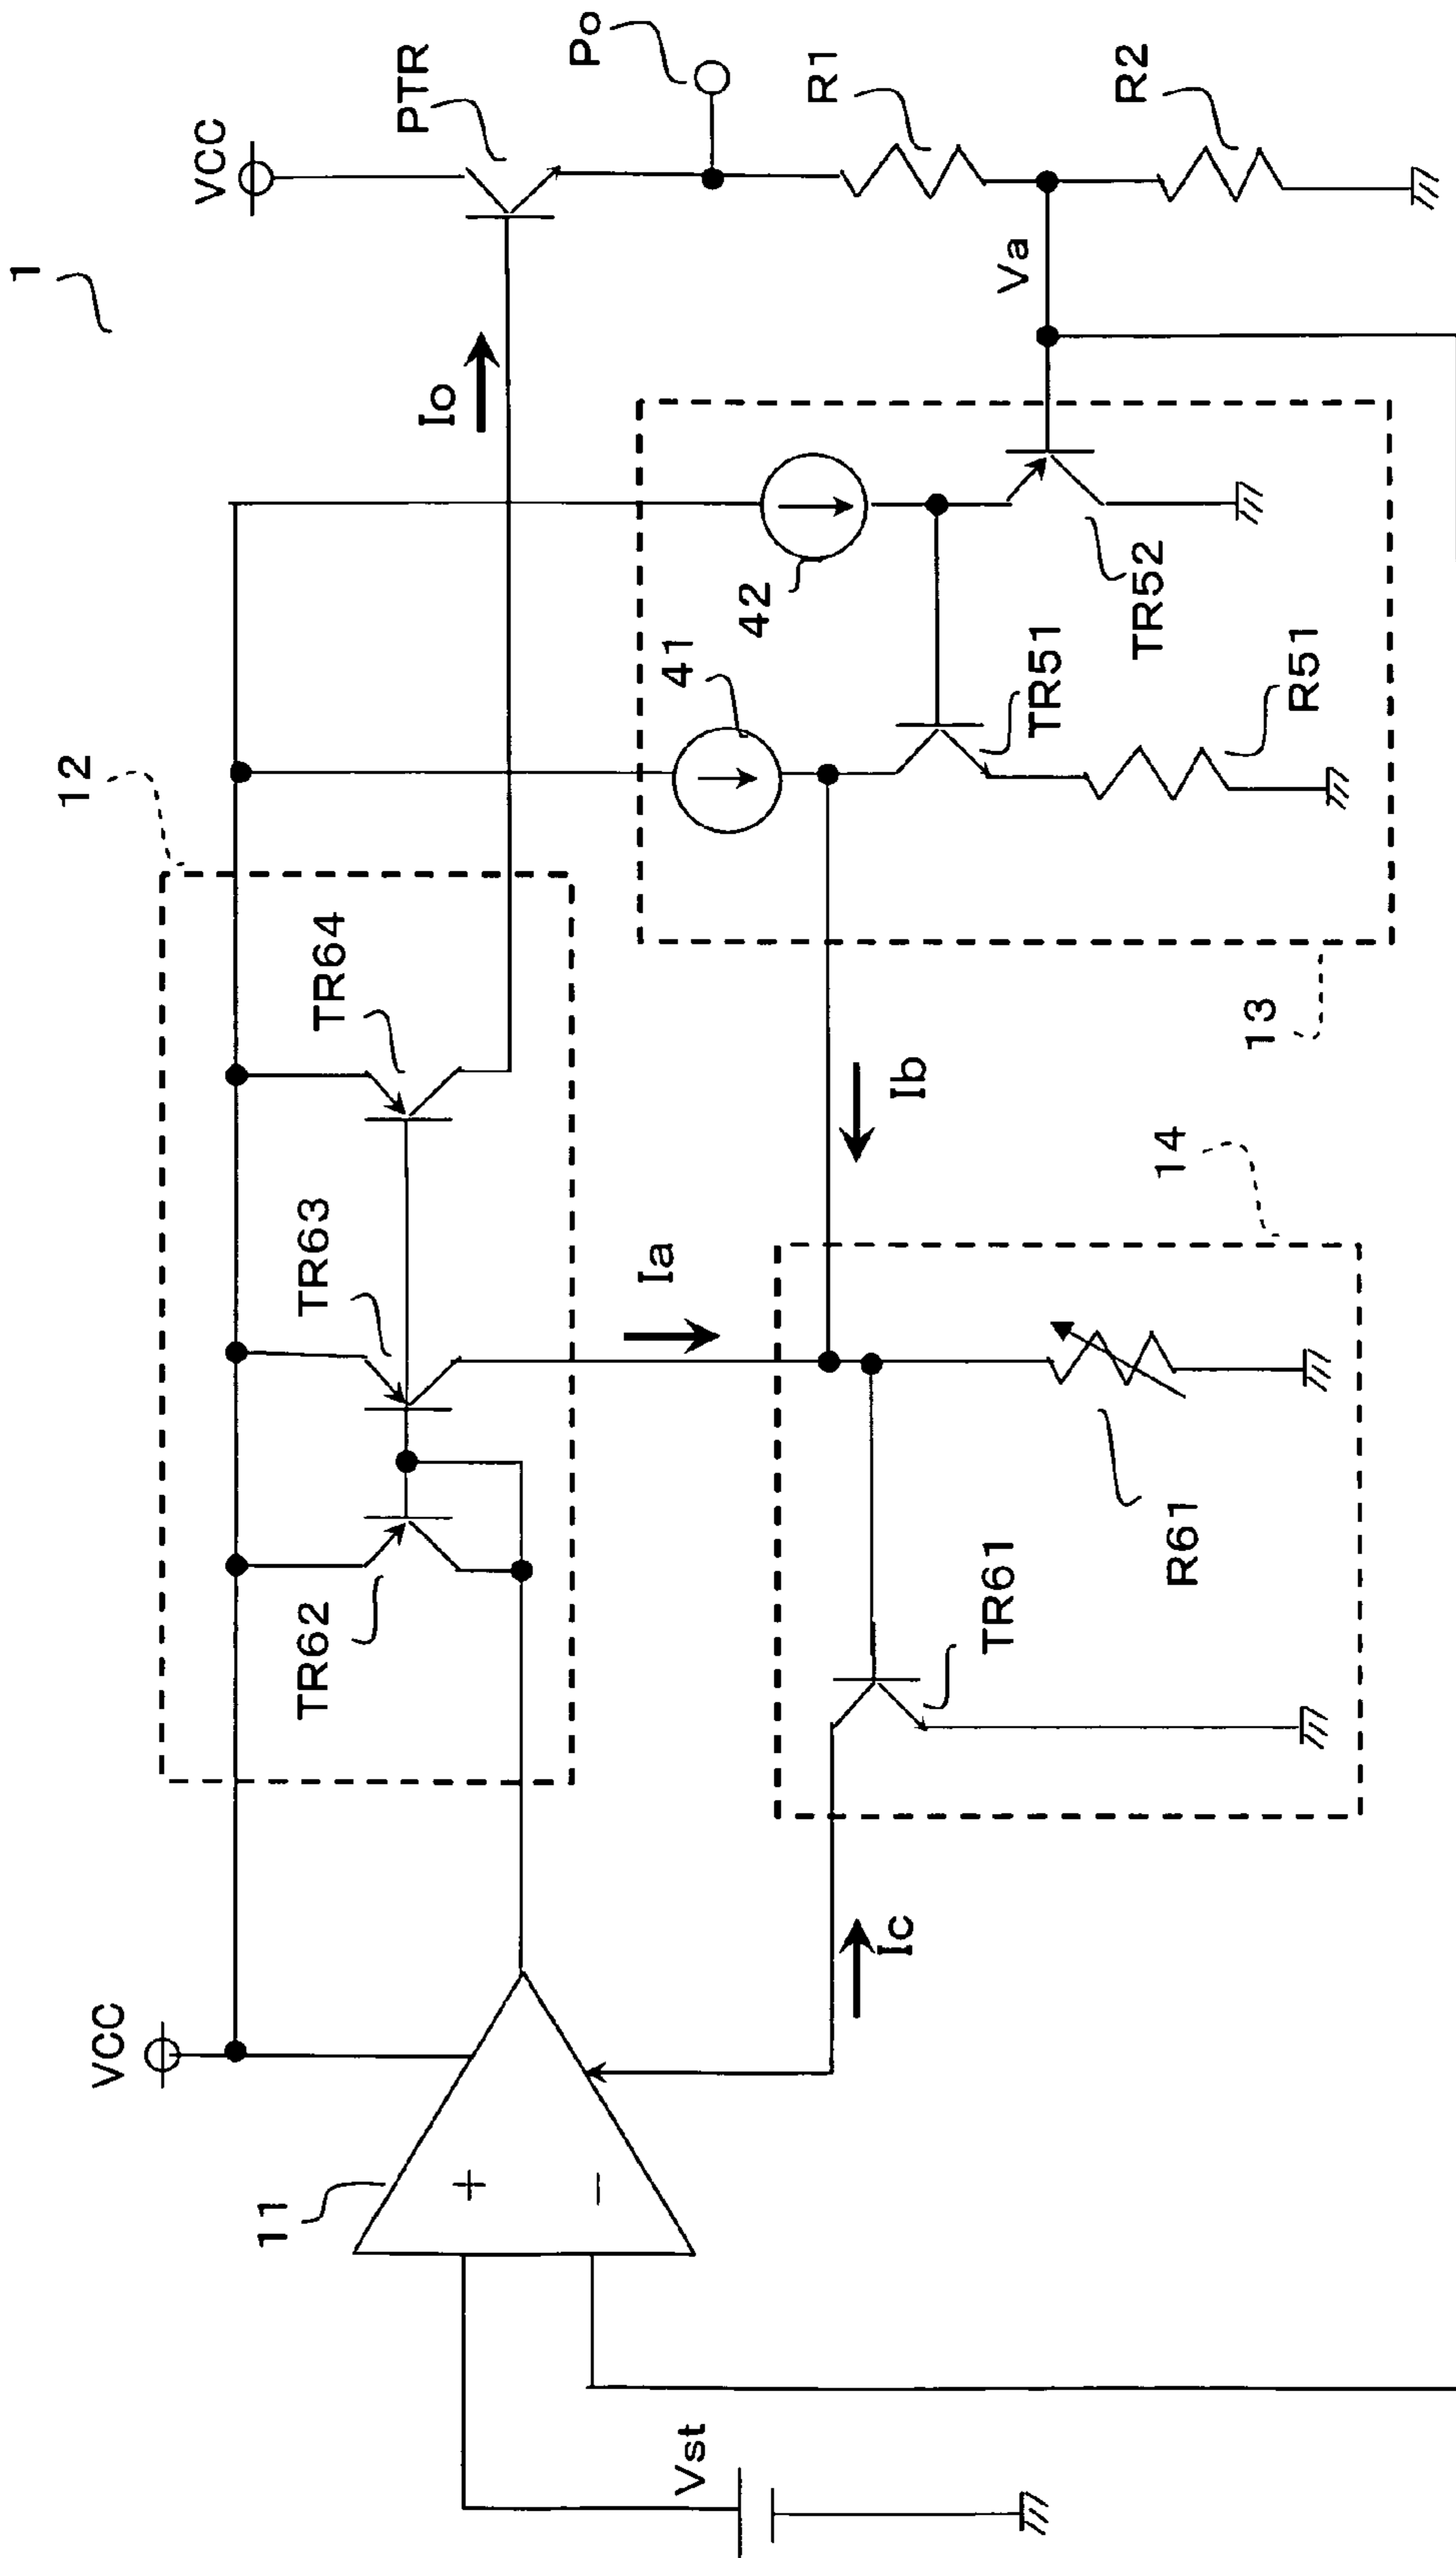 1
VCC
PTR
Po
R1
R2
Va
Io
12
TR64
TR63
TR62
42
41
TR52
TR51
R51
13
Ib
Ia
14
R61
TR61
Ic
VCC
11
+
−
Vst